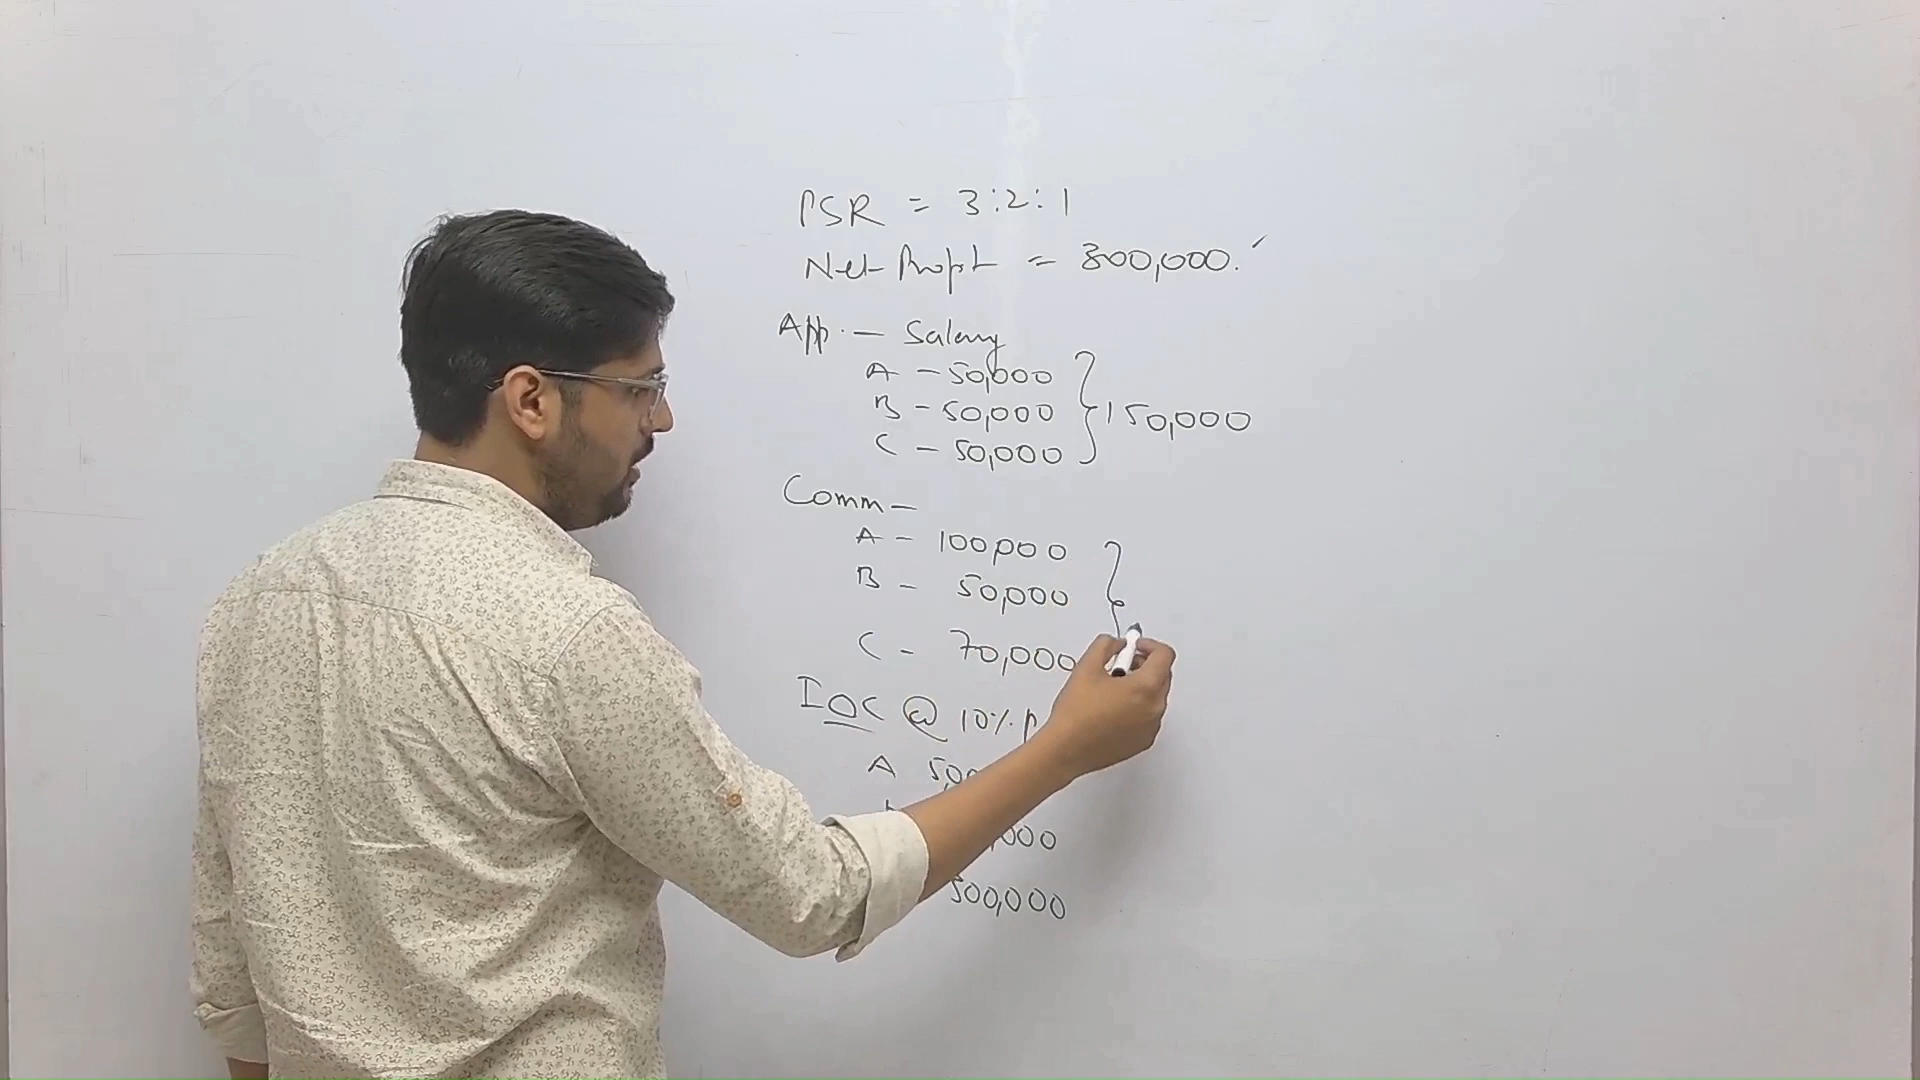 PSR = 3:2:1
Net Profit = 300,000.
App. - Salary
A - 50,000
B - 50,000 } 150,000
C - 50,000
Comm -
A - 100,000
B - 50,000
C - 70,000
IOC @ 10%
A
000
500,000